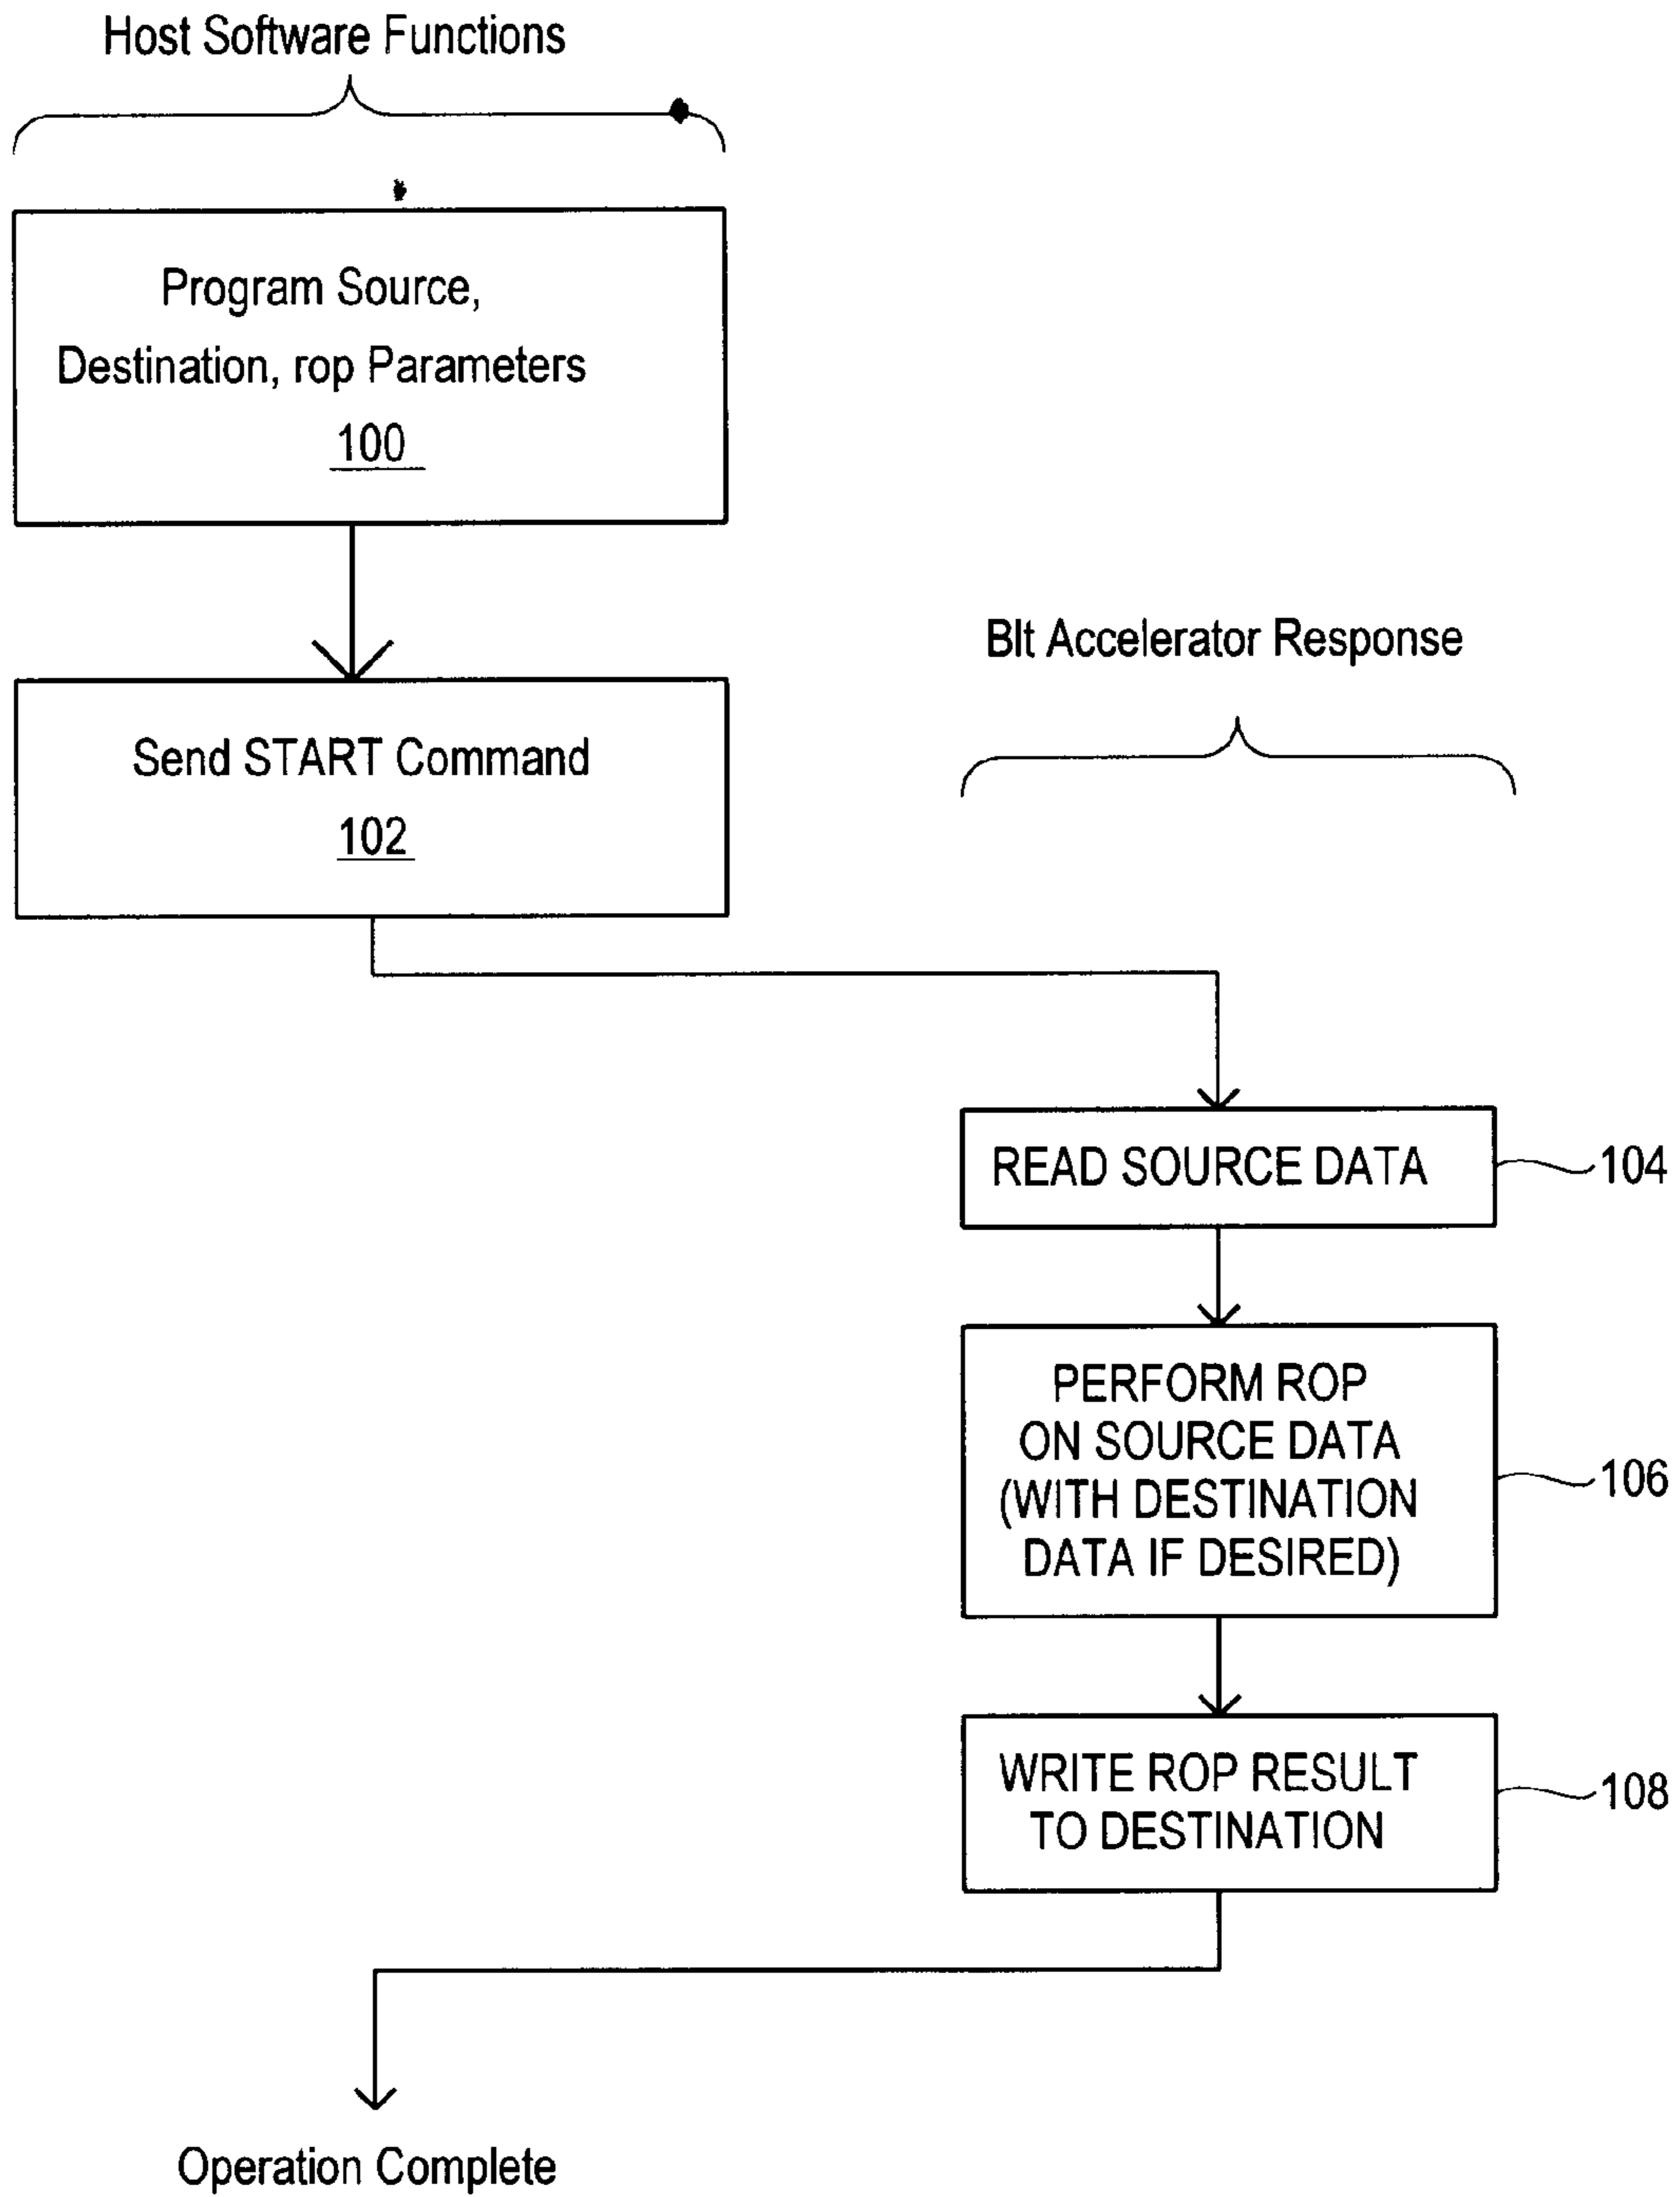 Host Software Functions
Program Source,
Destination, rop Parameters
100
Send START Command
102
Blt Accelerator Response
READ SOURCE DATA
104
PERFORM ROP
ON SOURCE DATA
(WITH DESTINATION
DATA IF DESIRED)
106
WRITE ROP RESULT
TO DESTINATION
108
Operation Complete